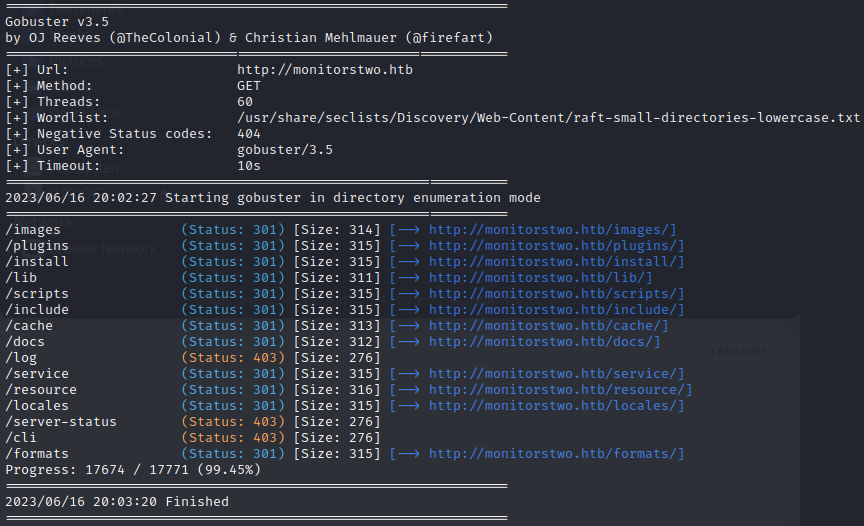 ===============================================================
Gobuster v3.5
by OJ Reeves (@TheColonial) & Christian Mehlmauer (@firefart)
===============================================================
[+] Url:                     http://monitorstwo.htb
[+] Method:                  GET
[+] Threads:                 60
[+] Wordlist:                /usr/share/seclists/Discovery/Web-Content/raft-small-directories-lowercase.txt
[+] Negative Status codes:   404
[+] User Agent:              gobuster/3.5
[+] Timeout:                 10s
===============================================================
2023/06/16 20:02:27 Starting gobuster in directory enumeration mode
===============================================================
/images               (Status: 301) [Size: 314] [--> http://monitorstwo.htb/images/]
/plugins              (Status: 301) [Size: 315] [--> http://monitorstwo.htb/plugins/]
/install              (Status: 301) [Size: 315] [--> http://monitorstwo.htb/install/]
/lib                  (Status: 301) [Size: 311] [--> http://monitorstwo.htb/lib/]
/scripts              (Status: 301) [Size: 315] [--> http://monitorstwo.htb/scripts/]
/include              (Status: 301) [Size: 315] [--> http://monitorstwo.htb/include/]
/cache                (Status: 301) [Size: 313] [--> http://monitorstwo.htb/cache/]
/docs                 (Status: 301) [Size: 312] [--> http://monitorstwo.htb/docs/]
/log                  (Status: 403) [Size: 276]
/service              (Status: 301) [Size: 315] [--> http://monitorstwo.htb/service/]
/resource             (Status: 301) [Size: 316] [--> http://monitorstwo.htb/resource/]
/locales              (Status: 301) [Size: 315] [--> http://monitorstwo.htb/locales/]
/server-status        (Status: 403) [Size: 276]
/cli                  (Status: 403) [Size: 276]
/formats              (Status: 301) [Size: 315] [--> http://monitorstwo.htb/formats/]
Learn more
Progress: 17674 / 17771 (99.45%)
===============================================================
2023/06/16 20:03:20 Finished
===============================================================